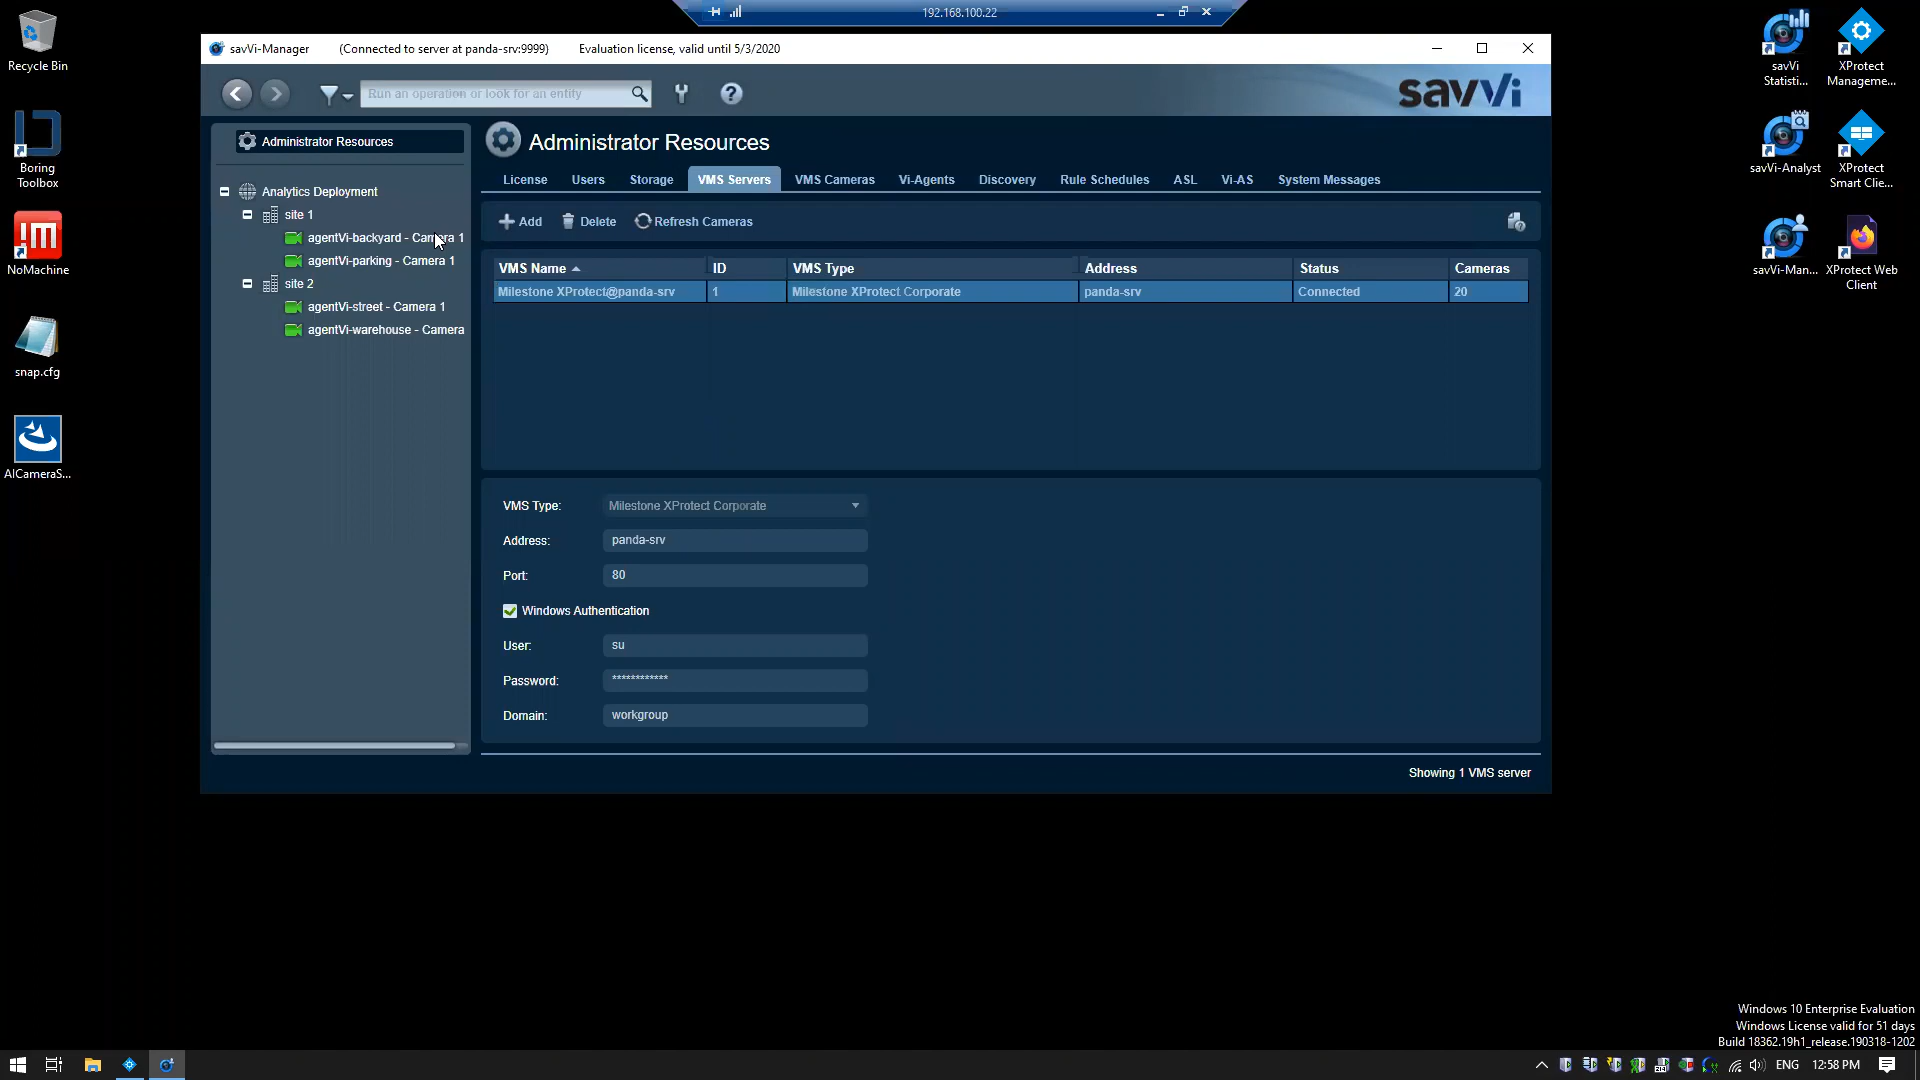 192.168.100.22
savVi-Manager (Connected to server at panda-srv:9999) Evaluation license, valid until 5/3/2020
Run an operation or look for an entity
savVi
Administrator Resources
Analytics Deployment
site 1
agentVi-backyard - Camera 1
agentVi-parking - Camera 1
site 2
agentVi-street - Camera 1
agentVi-warehouse - Camera
Administrator Resources
License Users Storage VMS Servers VMS Cameras Vi-Agents Discovery Rule Schedules ASL Vi-AS System Messages
Add Delete Refresh Cameras
VMS Name ID VMS Type Address Status Cameras
Milestone XProtect@panda-srv 1 Milestone XProtect Corporate panda-srv Connected 20
VMS Type: Milestone XProtect Corporate
Address: panda-srv
Port: 80
Windows Authentication
User: su
Password: ************
Domain: workgroup
Showing 1 VMS server
Recycle Bin
Boring
Toolbox
NoMachine
snap.cfg
AICameraS...
savVi
Statisti...
XProtect
Manageme...
savVi-Analyst
XProtect
Smart Clie...
savVi-Man...
XProtect Web
Client
Windows 10 Enterprise Evaluation
Windows License valid for 51 days
Build 18362.19h1_release.190318-1202
ENG 12:58 PM